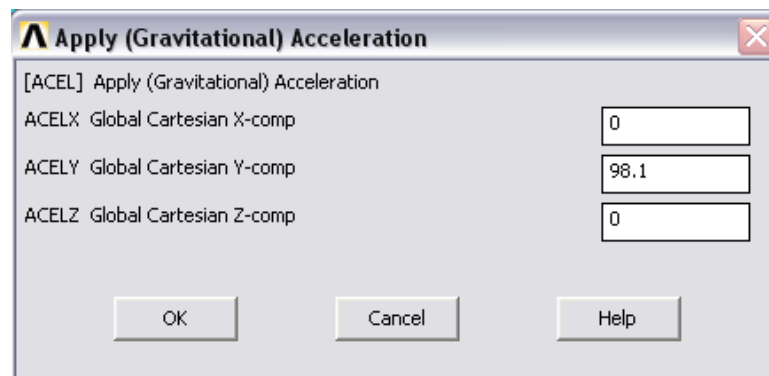 Apply (Gravitational) Acceleration
[ACEL] Apply (Gravitational) Acceleration
ACELX Global Cartesian X-comp 0
ACELY Global Cartesian Y-comp 98.1
ACELZ Global Cartesian Z-comp 0
OK Cancel Help